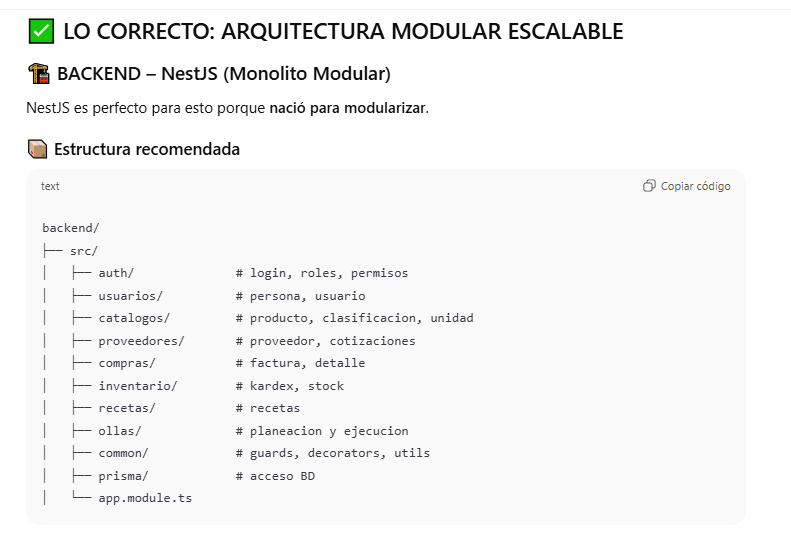 ✅ LO CORRECTO: ARQUITECTURA MODULAR ESCALABLE
🏗️ BACKEND – NestJS (Monolito Modular)
NestJS es perfecto para esto porque nació para modularizar.
📦 Estructura recomendada
text Copiar código
backend/
├── src/
│   ├── auth/              # login, roles, permisos
│   ├── usuarios/          # persona, usuario
│   ├── catalogos/         # producto, clasificacion, unidad
│   ├── proveedores/       # proveedor, cotizaciones
│   ├── compras/           # factura, detalle
│   ├── inventario/        # kardex, stock
│   ├── recetas/           # recetas
│   ├── ollas/             # planeacion y ejecucion
│   ├── common/            # guards, decorators, utils
│   ├── prisma/            # acceso BD
│   └── app.module.ts